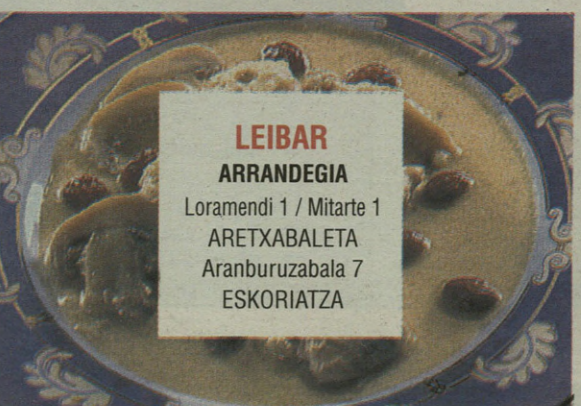 LEIBAR
ARRANDEGIA
Loramendi 1 / Mitarte 1
ARETXABALETA
Aranburuzabala 7
ESKORIATZA